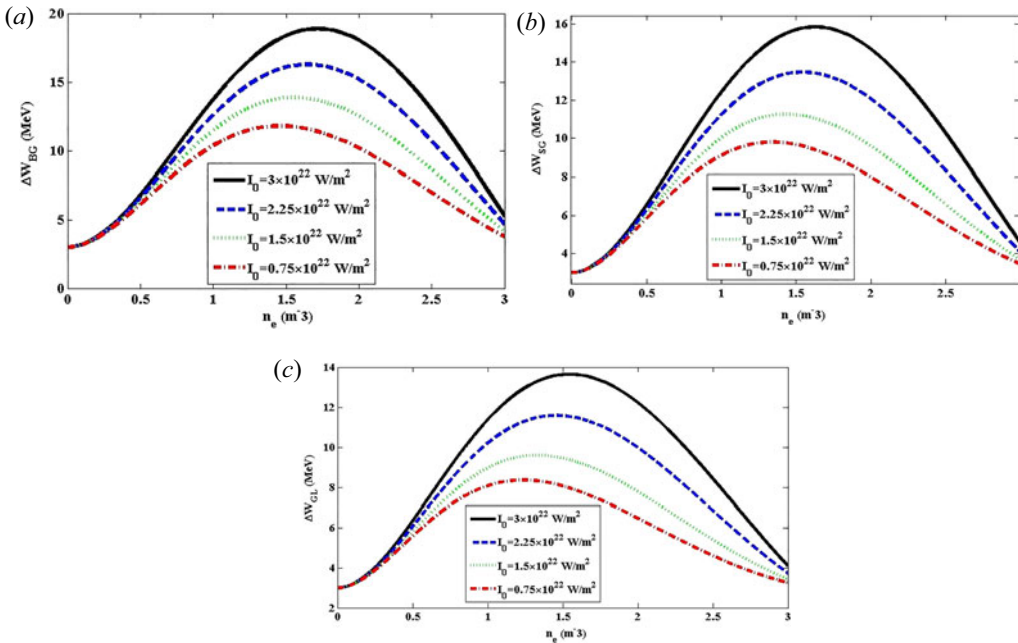 (a)
20
15
10
5
0
ΔW_BG (MeV)
I_0=3×10^22 W/m^2
I_0=2.25×10^22 W/m^2
I_0=1.5×10^22 W/m^2
I_0=0.75×10^22 W/m^2
0 0.5 1 1.5 2 2.5 3
n_e (m^-3)
(b)
16
14
12
10
8
6
4
ΔW_SG (MeV)
I_0=3×10^22 W/m^2
I_0=2.25×10^22 W/m^2
I_0=1.5×10^22 W/m^2
I_0=0.75×10^22 W/m^2
0 0.5 1 1.5 2 2.5
n_e (m^-3)
(c)
14
12
10
8
6
4
2
ΔW_GL (MeV)
I_0=3×10^22 W/m^2
I_0=2.25×10^22 W/m^2
I_0=1.5×10^22 W/m^2
I_0=0.75×10^22 W/m^2
0 0.5 1 1.5 2 2.5 3
n_e (m^-3)